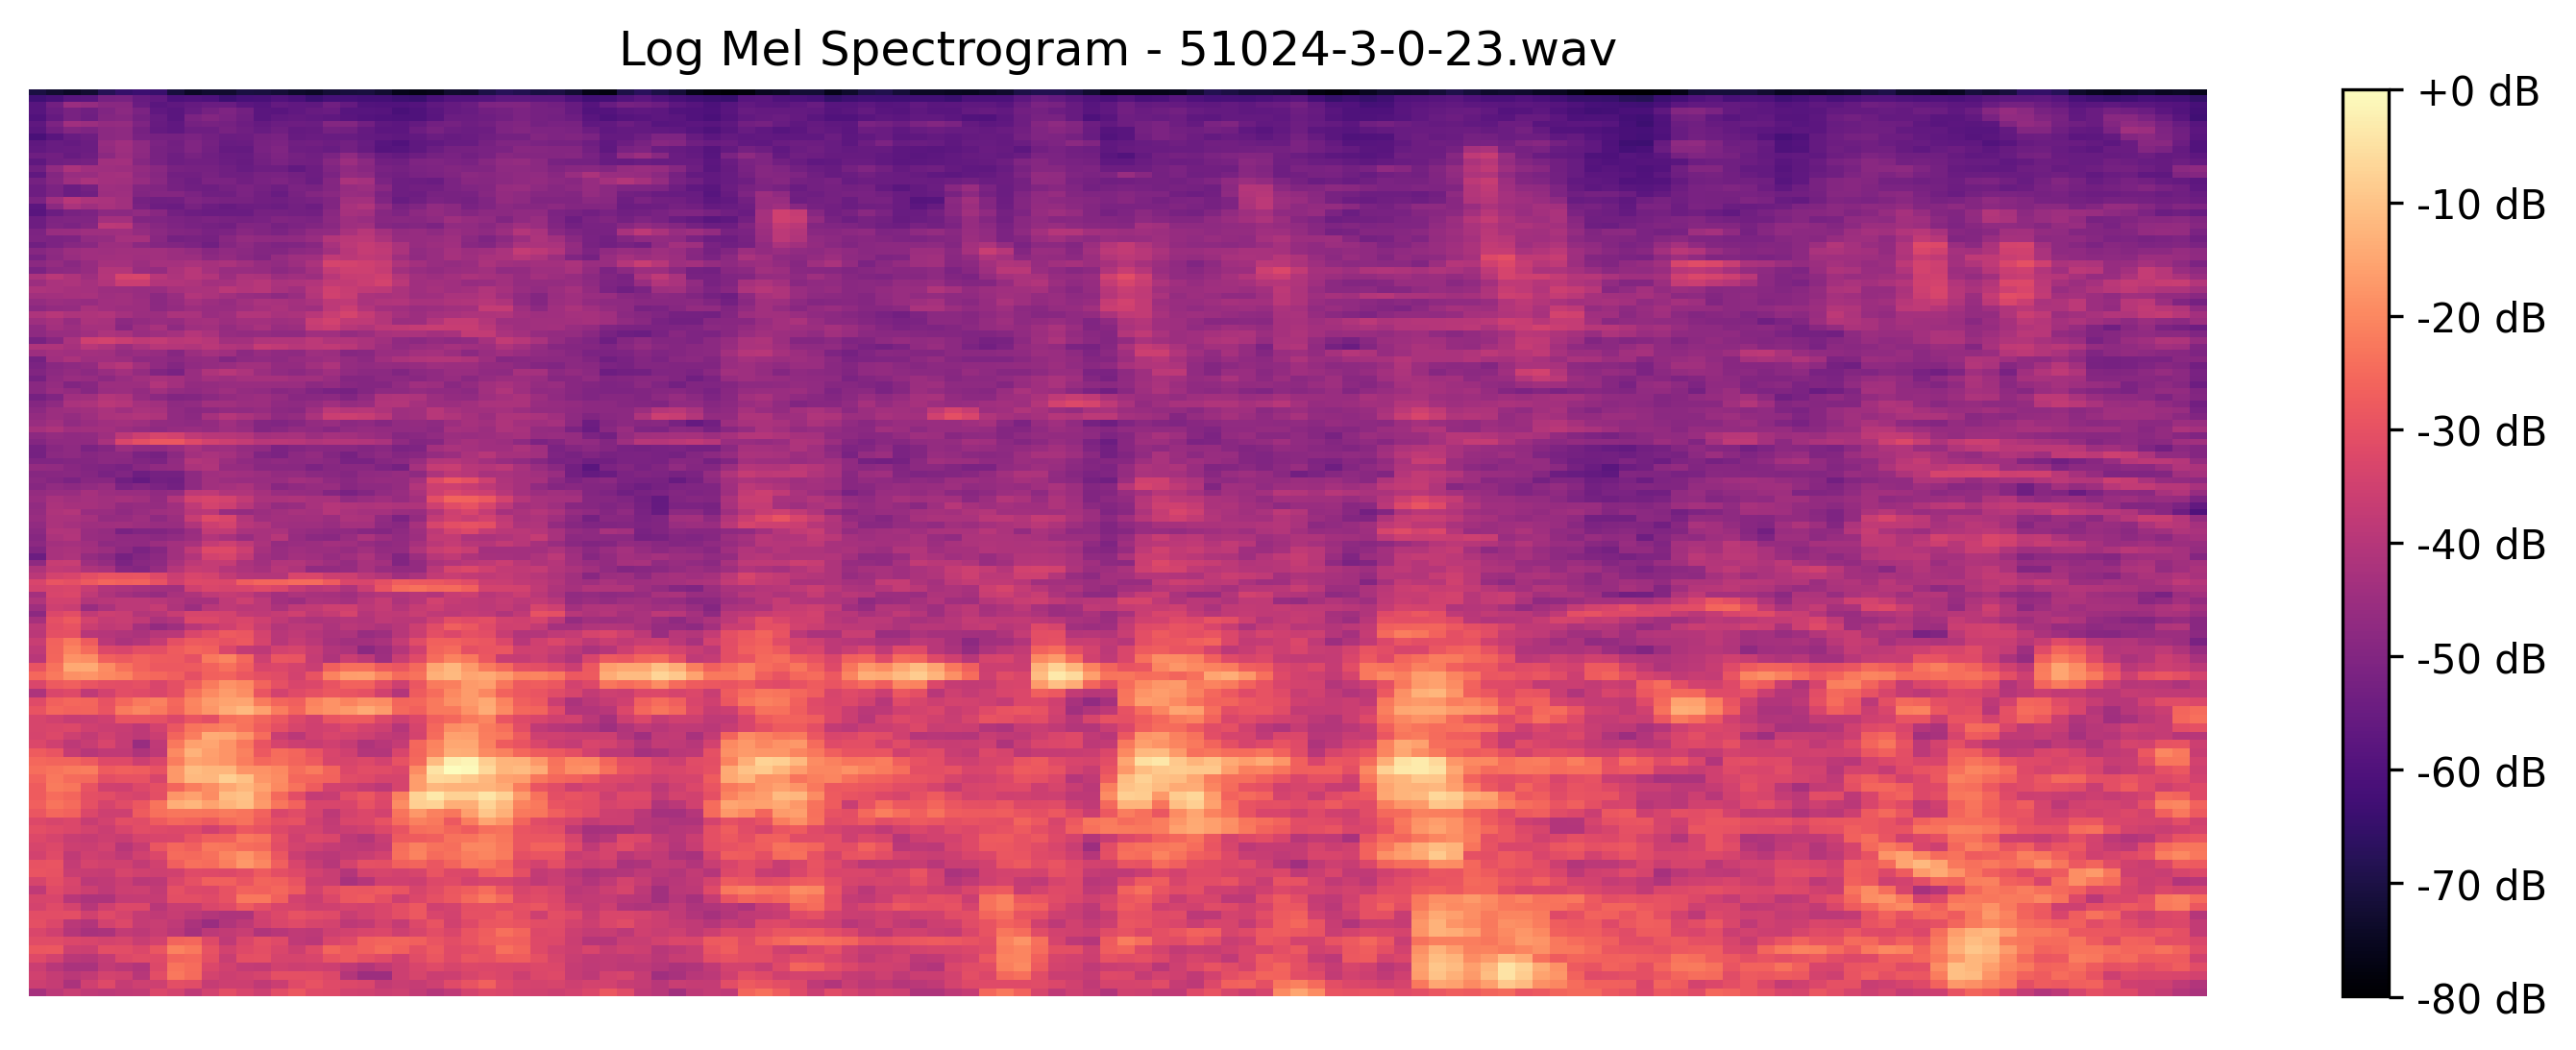 Log Mel Spectrogram - 51024-3-0-23.wav
+0 dB
-10 dB
-20 dB
-30 dB
-40 dB
-50 dB
-60 dB
-70 dB
-80 dB